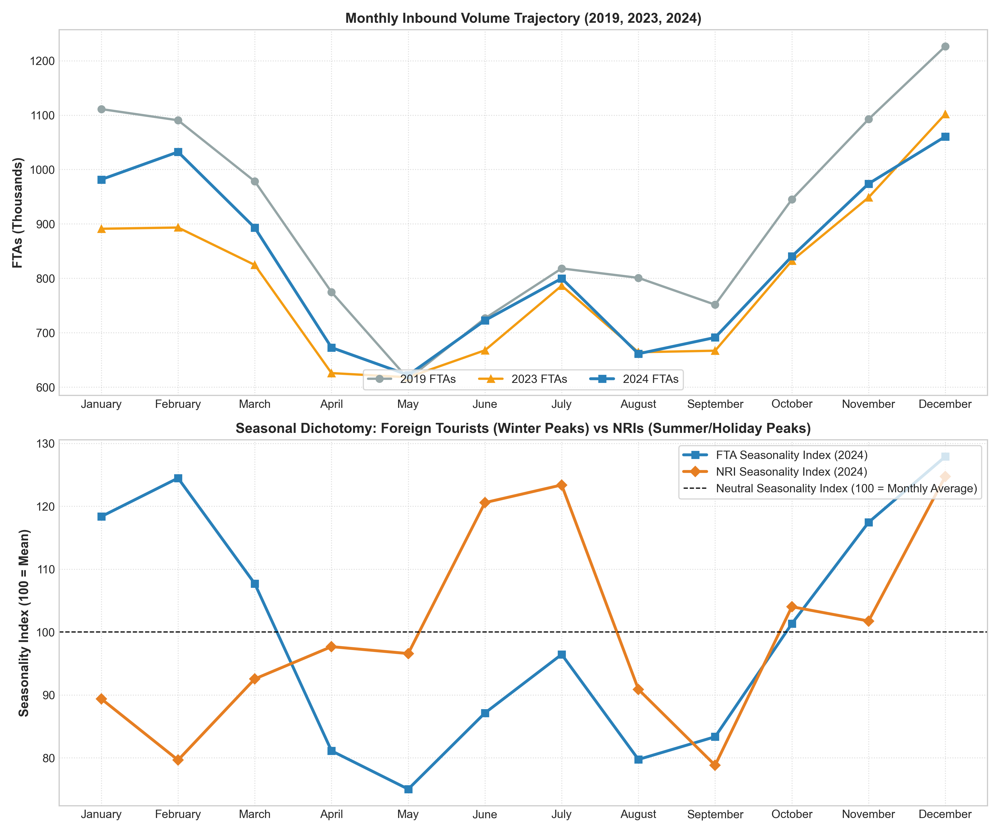 Monthly Inbound Volume Trajectory (2019, 2023, 2024)
FTAs (Thousands)
1200
1100
1000
900
800
700
600
2019 FTAs
2023 FTAs
2024 FTAs
January
February
March
April
May
June
July
August
September
October
November
December
Seasonal Dichotomy: Foreign Tourists (Winter Peaks) vs NRIs (Summer/Holiday Peaks)
Seasonality Index (100 = Mean)
130
120
110
100
90
80
FTA Seasonality Index (2024)
NRI Seasonality Index (2024)
Neutral Seasonality Index (100 = Monthly Average)
January
February
March
April
May
June
July
August
September
October
November
December